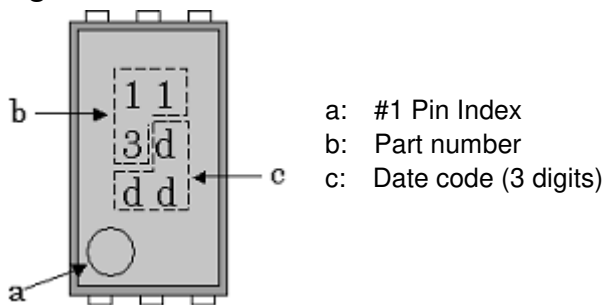 b
1 1
3 d
d d
c
a
a: #1 Pin Index
b: Part number
c: Date code (3 digits)